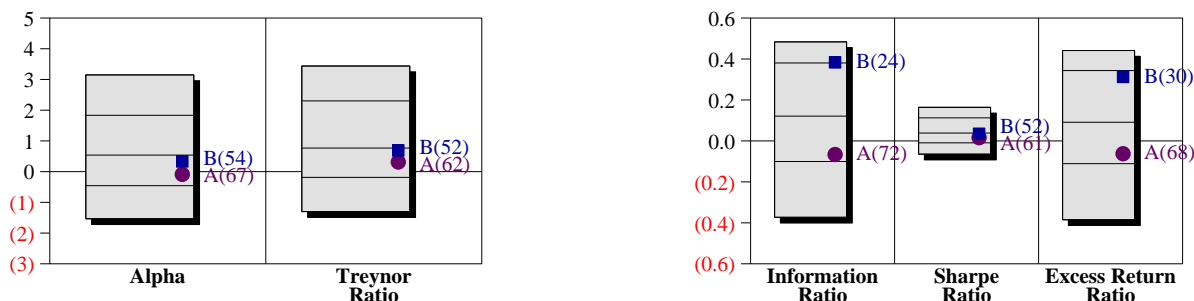 5
4
3
2
1
0
(1)
(2)
(3)
B(54)
A(67)
B(52)
A(62)
Alpha
Treynor
Ratio
0.6
0.4
0.2
0.0
(0.2)
(0.4)
(0.6)
B(24)
A(72)
B(52)
A(61)
B(30)
A(68)
Information
Ratio
Sharpe
Ratio
Excess Return
Ratio